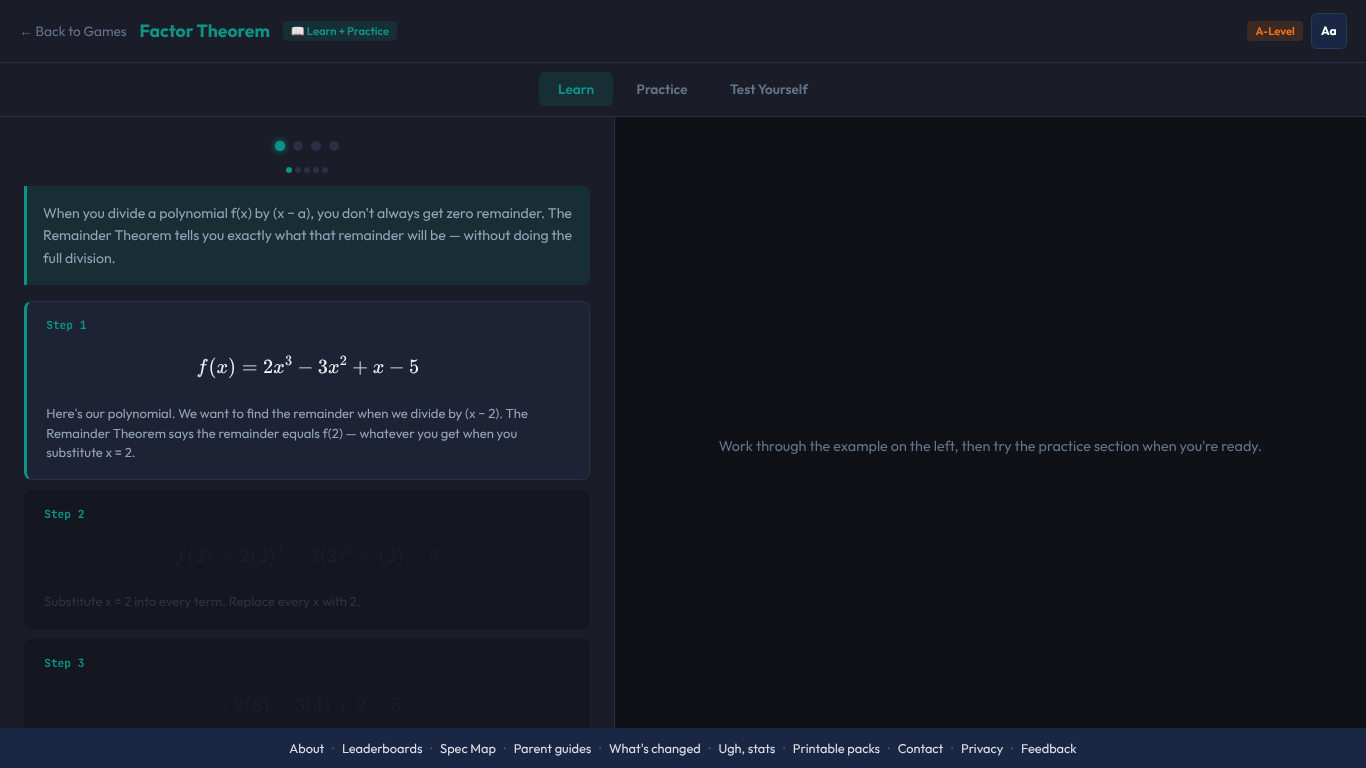 ← Back to Games
Factor Theorem
📖 Learn + Practice
A-Level
Aa
Learn
Practice
Test Yourself
When you divide a polynomial f(x) by (x − a), you don't always get zero remainder. The
Remainder Theorem tells you exactly what that remainder will be — without doing the
full division.
Step 1
f(x) = 2x³ − 3x² + x − 5
Here's our polynomial. We want to find the remainder when we divide by (x − 2). The
Remainder Theorem says the remainder equals f(2) — whatever you get when you
substitute x = 2.
Step 2
f(2) = 2(2)³ − 3(2)² + (2) − 5
Substitute x = 2 into every term. Replace every x with 2.
Step 3
= 2(8) − 3(4) + 2 − 5
Work through the example on the left, then try the practice section when you're ready.
About · Leaderboards · Spec Map · Parent guides · What's changed · Ugh, stats · Printable packs · Contact · Privacy · Feedback